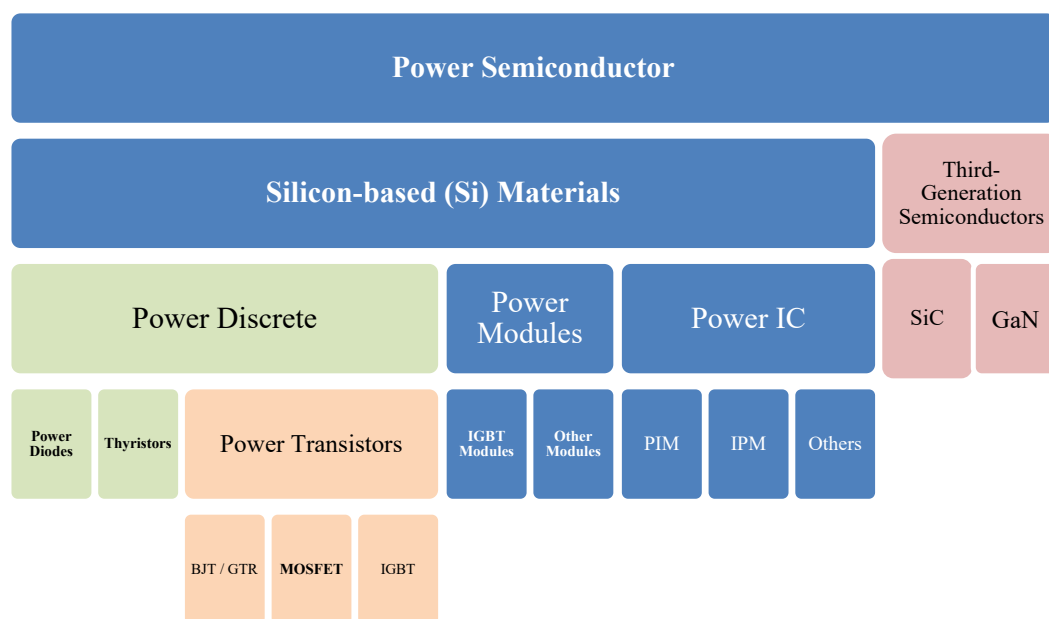 Power Semiconductor
Silicon-based (Si) Materials
Third-
Generation
Semiconductors
Power Discrete
Power
Modules
Power IC
SiC
GaN
Power
Diodes
Thyristors
Power Transistors
IGBT
Modules
Other
Modules
PIM
IPM
Others
BJT / GTR
MOSFET
IGBT